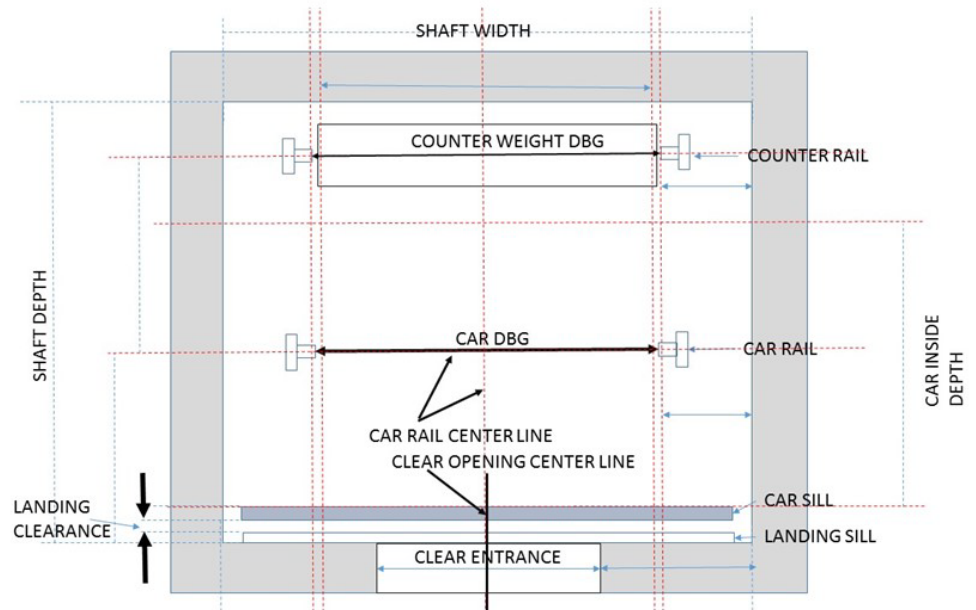 SHAFT WIDTH
COUNTER WEIGHT DBG
COUNTER RAIL
SHAFT DEPTH
CAR DBG
CAR RAIL
CAR INSIDE
DEPTH
CAR RAIL CENTER LINE
CLEAR OPENING CENTER LINE
LANDING
CLEARANCE
CAR SILL
LANDING SILL
CLEAR ENTRANCE